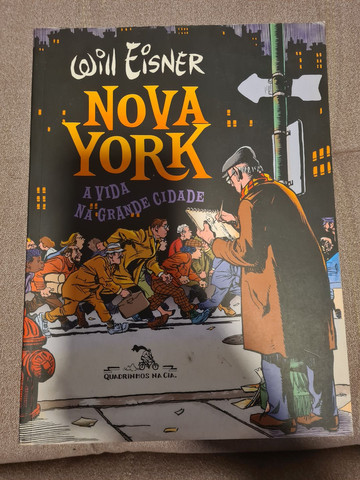 Will EISNER
NOVA
YORK
A VIDA
NA GRANDE CIDADE
QUADRINHOS NA CIA.